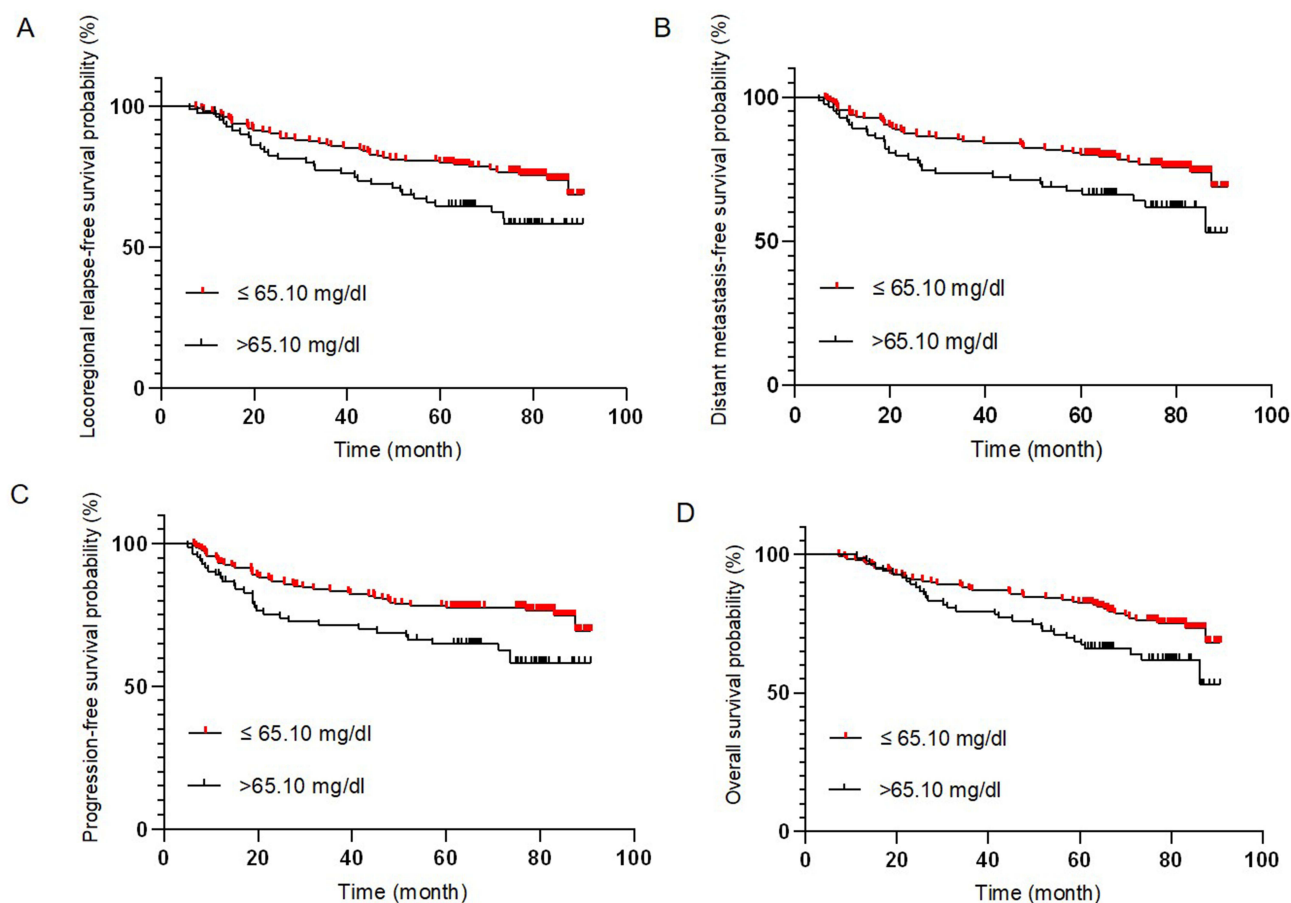 A
Locoregional relapse-free survival probability (%)
100
50
0
≤ 65.10 mg/dl
>65.10 mg/dl
0 20 40 60 80 100
Time (month)
B
Distant metastasis-free survival probability (%)
100
50
0
≤ 65.10 mg/dl
>65.10 mg/dl
0 20 40 60 80 100
Time (month)
C
Progression-free survival probability (%)
100
50
0
≤ 65.10 mg/dl
>65.10 mg/dl
0 20 40 60 80 100
Time (month)
D
Overall survival probability (%)
100
50
0
≤ 65.10 mg/dl
>65.10 mg/dl
0 20 40 60 80 100
Time (month)